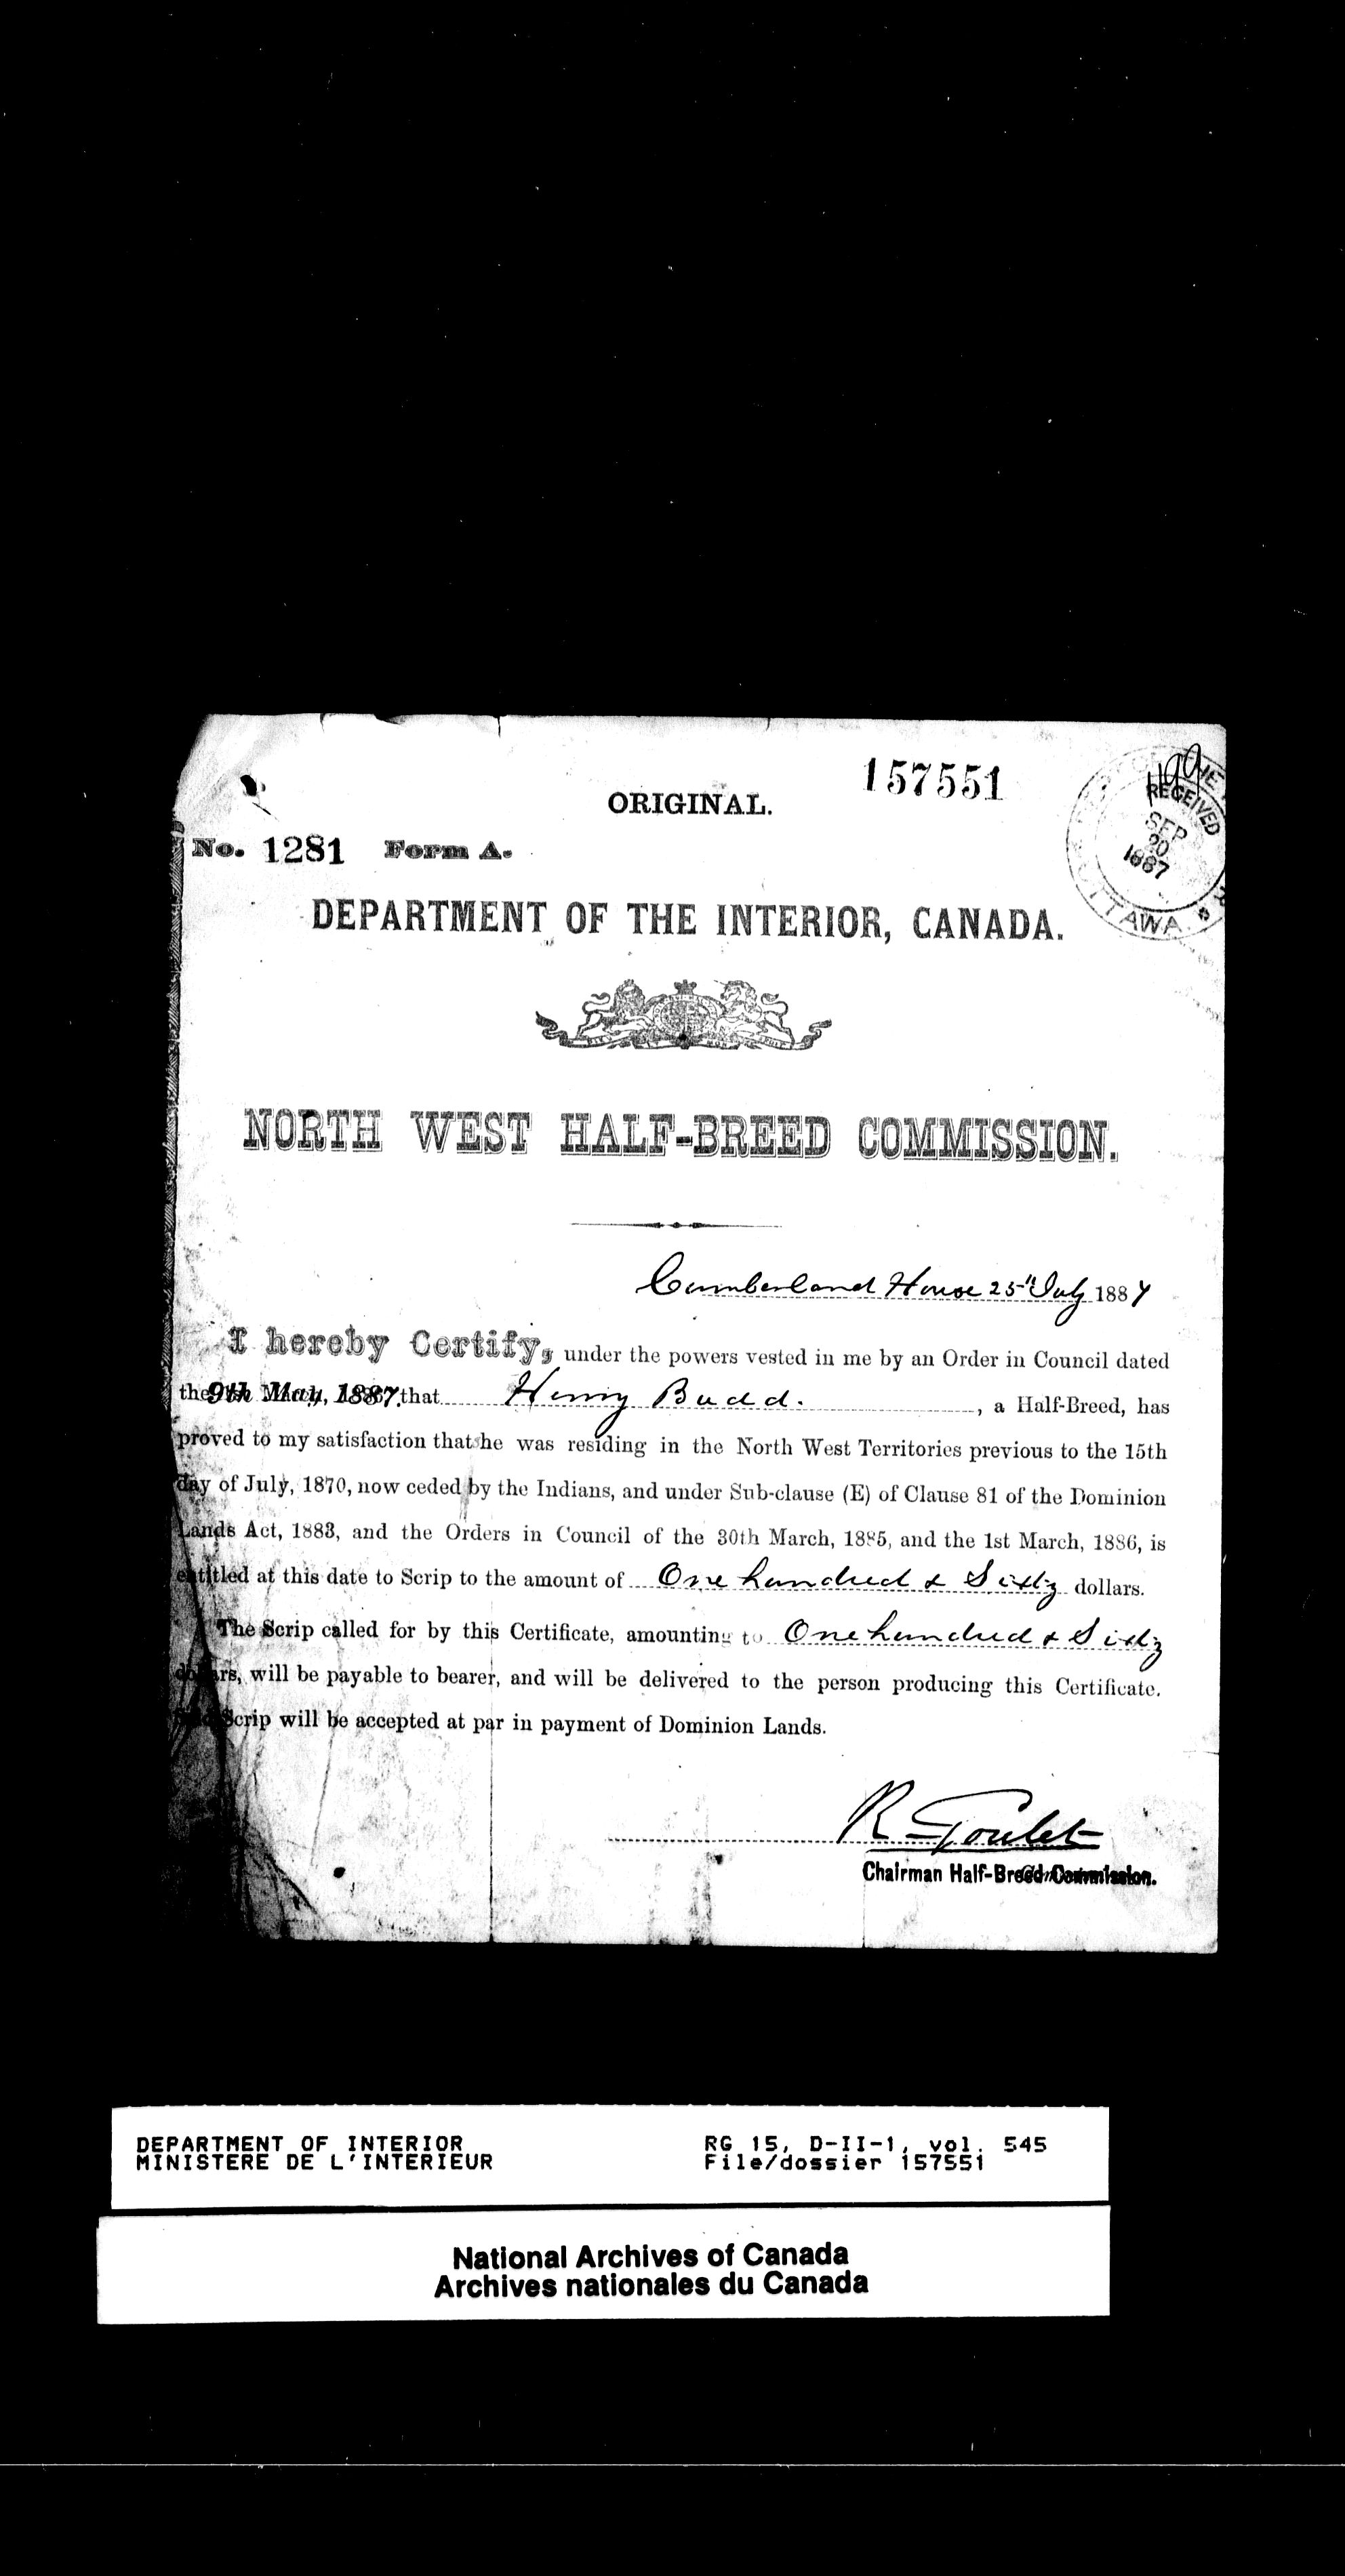 157551
ORIGINAL.
RECEIVED
SEP
20
1887
OTTAWA
No. 1281 Form A.
DEPARTMENT OF THE INTERIOR, CANADA.
NORTH WEST HALF-BREED COMMISSION.
Cumberland House 25th July 1887
I hereby Certify, under the powers vested in me by an Order in Council dated
the 9th May, 1887. that Henry Budd. , a Half-Breed, has
proved to my satisfaction that he was residing in the North West Territories previous to the 15th
day of July, 1870, now ceded by the Indians, and under Sub-clause (E) of Clause 81 of the Dominion
Lands Act, 1883, and the Orders in Council of the 30th March, 1885, and the 1st March, 1886, is
entitled at this date to Scrip to the amount of One hundred & Sixty dollars.
The Scrip called for by this Certificate, amounting to One hundred & Sixty
dollars, will be payable to bearer, and will be delivered to the person producing this Certificate.
Scrip will be accepted at par in payment of Dominion Lands.
R Goulet
Chairman Half-Breed Commission.
DEPARTMENT OF INTERIOR RG 15, D-II-1, vol. 545
MINISTERE DE L'INTERIEUR File/dossier 157551
National Archives of Canada
Archives nationales du Canada